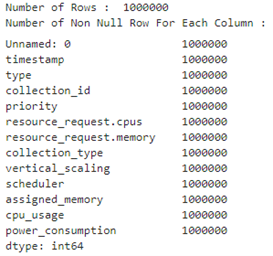 Number of Rows :  1000000
Number of Non Null Row For Each Column :
Unnamed: 0                 1000000
timestamp                  1000000
type                       1000000
collection_id              1000000
priority                   1000000
resource_request.cpus      1000000
resource_request.memory    1000000
collection_type            1000000
vertical_scaling           1000000
scheduler                  1000000
assigned_memory            1000000
cpu_usage                  1000000
power_consumption          1000000
dtype: int64